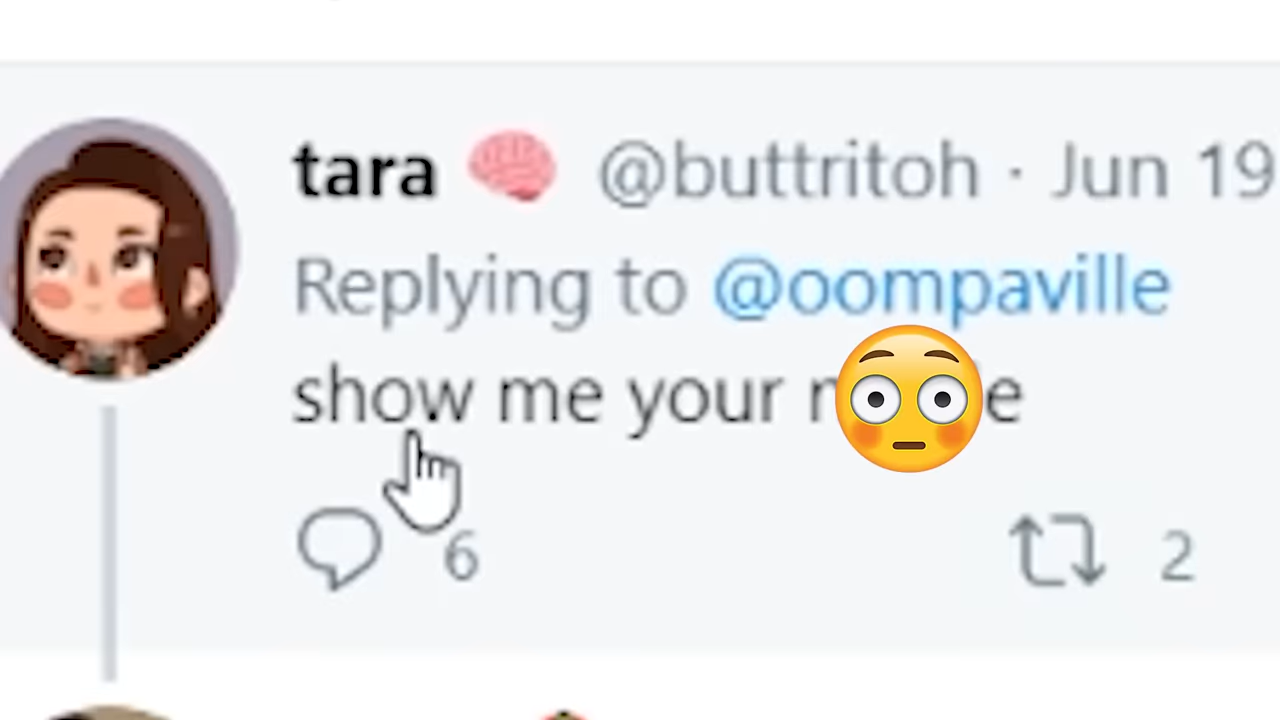 tara 🧠 @buttritoh · Jun 19
Replying to @oompaville
show me your
6 2